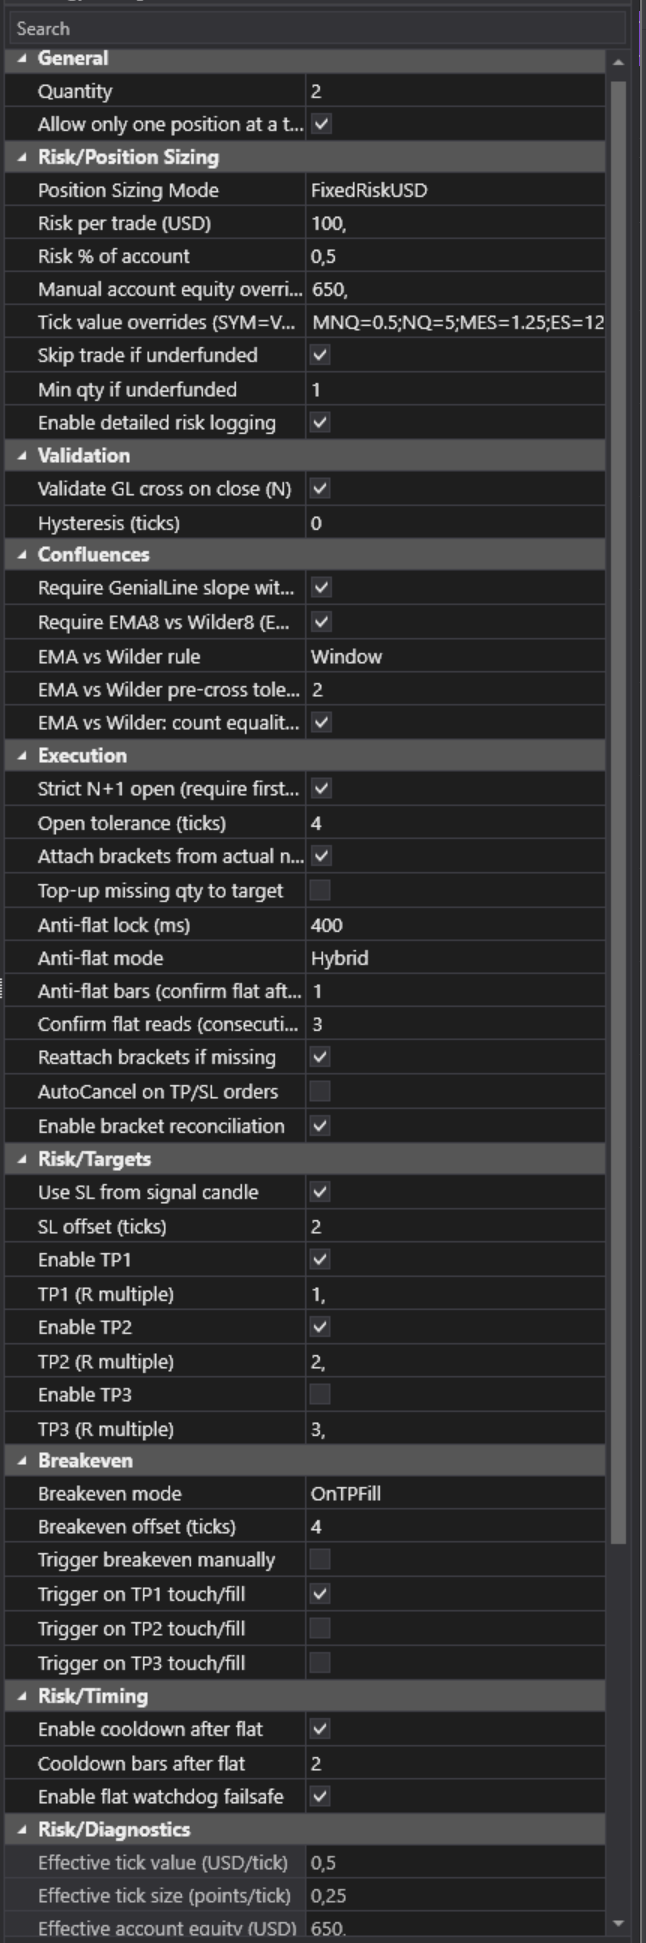 Search
General
Quantity 2
Allow only one position at a t...
Risk/Position Sizing
Position Sizing Mode FixedRiskUSD
Risk per trade (USD) 100,
Risk % of account 0,5
Manual account equity overri... 650,
Tick value overrides (SYM=V... MNQ=0.5;NQ=5;MES=1.25;ES=12
Skip trade if underfunded
Min qty if underfunded 1
Enable detailed risk logging
Validation
Validate GL cross on close (N)
Hysteresis (ticks) 0
Confluences
Require GenialLine slope wit...
Require EMA8 vs Wilder8 (E...
EMA vs Wilder rule Window
EMA vs Wilder pre-cross tole... 2
EMA vs Wilder: count equalit...
Execution
Strict N+1 open (require first...
Open tolerance (ticks) 4
Attach brackets from actual n...
Top-up missing qty to target
Anti-flat lock (ms) 400
Anti-flat mode Hybrid
Anti-flat bars (confirm flat aft... 1
Confirm flat reads (consecuti... 3
Reattach brackets if missing
AutoCancel on TP/SL orders
Enable bracket reconciliation
Risk/Targets
Use SL from signal candle
SL offset (ticks) 2
Enable TP1
TP1 (R multiple) 1,
Enable TP2
TP2 (R multiple) 2,
Enable TP3
TP3 (R multiple) 3,
Breakeven
Breakeven mode OnTPFill
Breakeven offset (ticks) 4
Trigger breakeven manually
Trigger on TP1 touch/fill
Trigger on TP2 touch/fill
Trigger on TP3 touch/fill
Risk/Timing
Enable cooldown after flat
Cooldown bars after flat 2
Enable flat watchdog failsafe
Risk/Diagnostics
Effective tick value (USD/tick) 0,5
Effective tick size (points/tick) 0,25
Effective account equity (USD) 650,